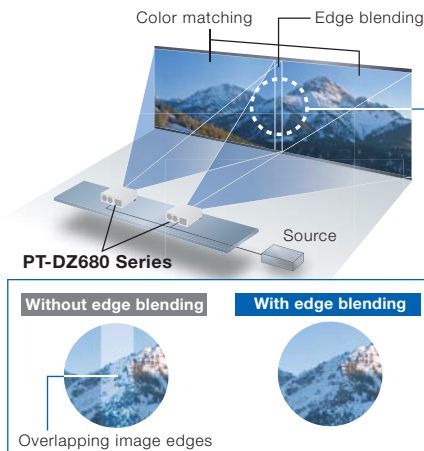 Color matching
Edge blending
Source
PT-DZ680 Series
Without edge blending
With edge blending
Overlapping image edges